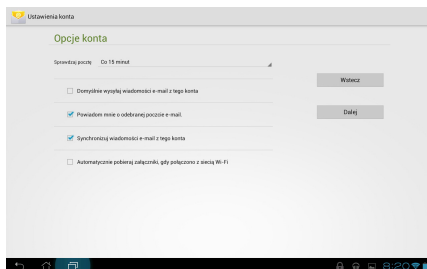 Ustawienia konta
Opcje konta
Sprawdzaj pocztę Co 15 minut
Wstecz
Domyślnie wysyłaj wiadomości e-mail z tego konta
Powiadom mnie o odebranej poczcie e-mail.
Dalej
Synchronizuj wiadomości e-mail z tego konta
Automatycznie pobieraj załączniki, gdy połączono z siecią Wi-Fi
8:20